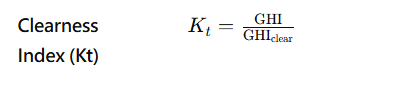 Clearness
Index (Kt)
K_t = GHI / GHI_clear